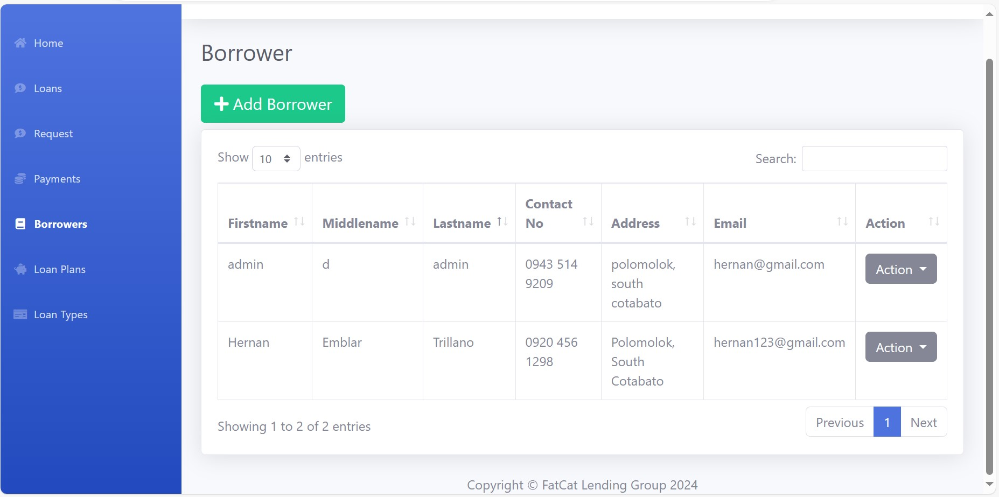 Home
Loans
Request
Payments
Borrowers
Loan Plans
Loan Types
Borrower
Add Borrower
Show 10 entries
Search:
Firstname Middlename Lastname Contact No Address Email Action
admin d admin 0943 514 9209 polomolok, south cotabato hernan@gmail.com Action
Hernan Emblar Trillano 0920 456 1298 Polomolok, South Cotabato hernan123@gmail.com Action
Showing 1 to 2 of 2 entries
Previous 1 Next
Copyright © FatCat Lending Group 2024